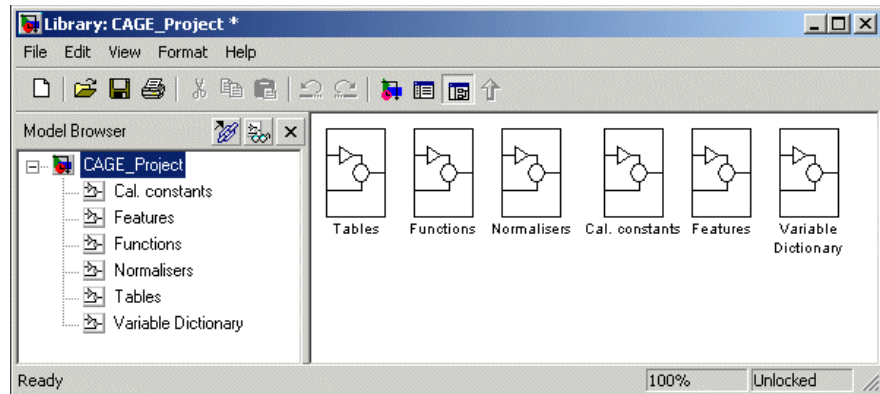 Library: CAGE_Project *
File Edit View Format Help
Model Browser
CAGE_Project
Cal. constants
Features
Functions
Normalisers
Tables
Variable Dictionary
Tables Functions Normalisers Cal. constants Features Variable
Dictionary
Ready 100% Unlocked